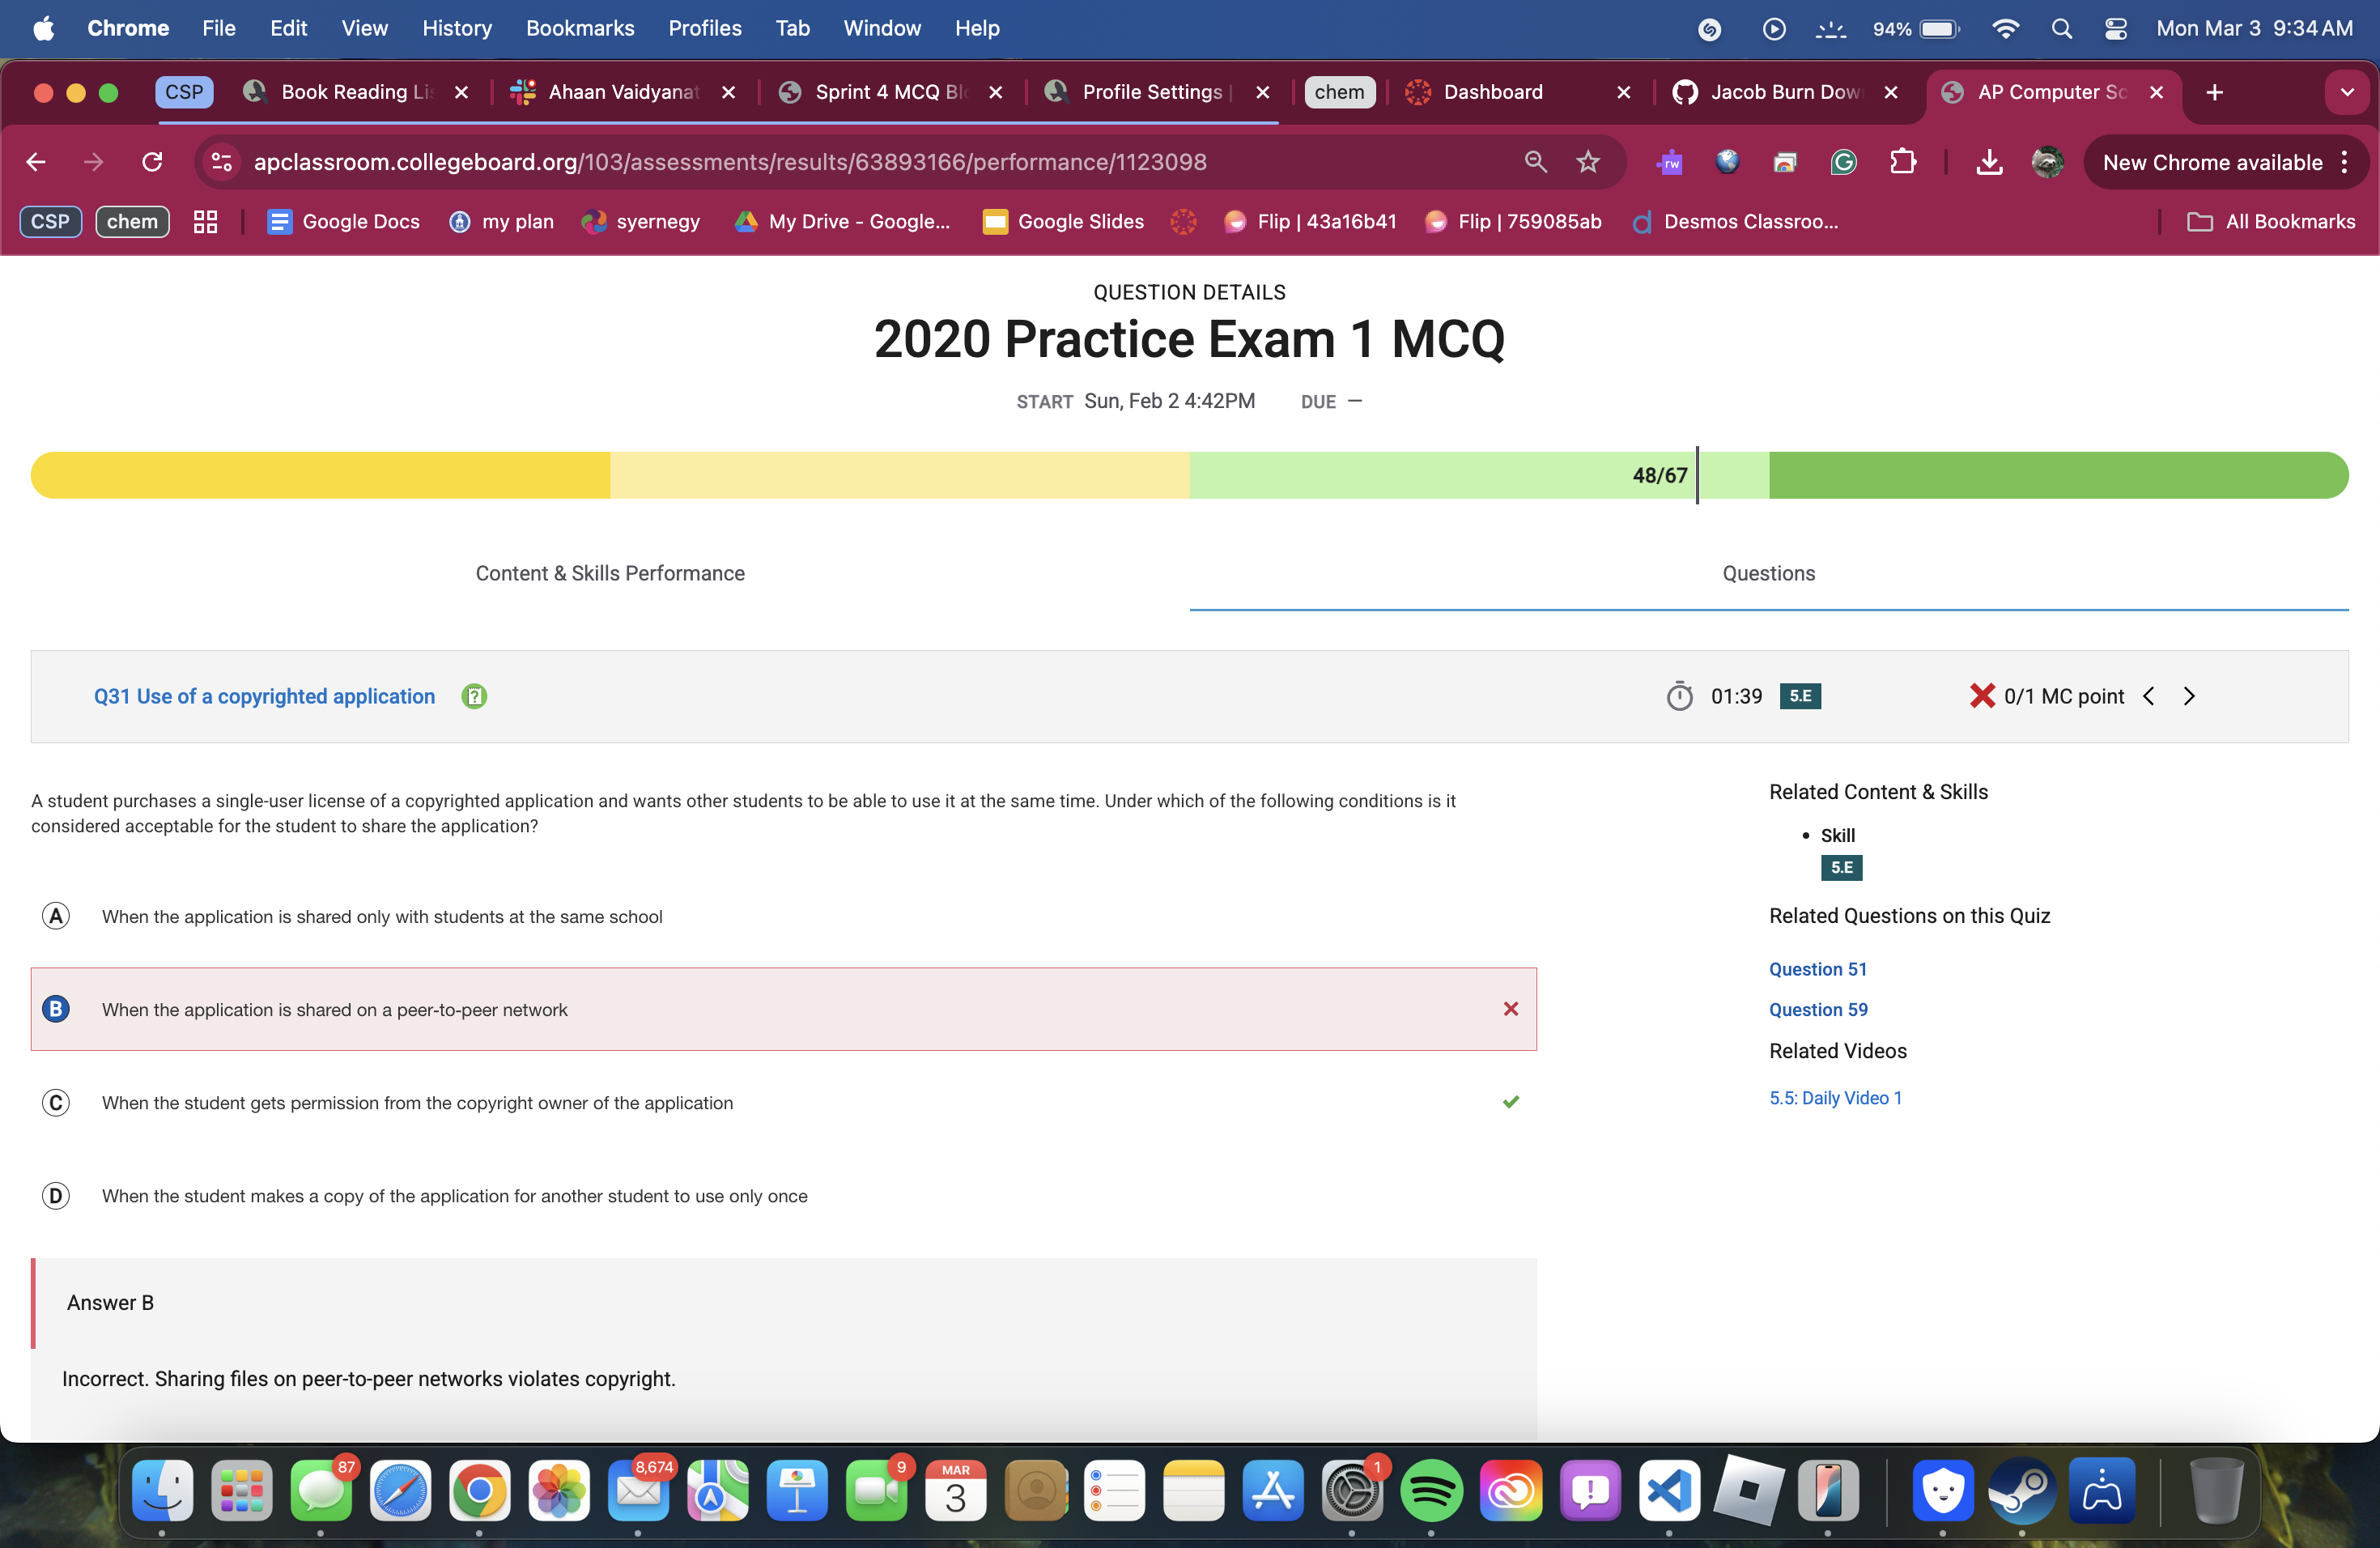 Chrome File Edit View History Bookmarks Profiles Tab Window Help 94% Mon Mar 3 9:34 AM
CSP Book Reading Lis Ahaan Vaidyanat Sprint 4 MCQ Blo Profile Settings | chem Dashboard Jacob Burn Dow AP Computer Sc
apclassroom.collegeboard.org/103/assessments/results/63893166/performance/1123098 rw New Chrome available
CSP chem Google Docs my plan syernegy My Drive - Google... Google Slides Flip | 43a16b41 Flip | 759085ab Desmos Classroo... All Bookmarks
QUESTION DETAILS
2020 Practice Exam 1 MCQ
START Sun, Feb 2 4:42PM DUE —
48/67
Content & Skills Performance Questions
Q31 Use of a copyrighted application 01:39 5.E 0/1 MC point
A student purchases a single-user license of a copyrighted application and wants other students to be able to use it at the same time. Under which of the following conditions is it
considered acceptable for the student to share the application?
A When the application is shared only with students at the same school
B When the application is shared on a peer-to-peer network
C When the student gets permission from the copyright owner of the application
D When the student makes a copy of the application for another student to use only once
Answer B
Incorrect. Sharing files on peer-to-peer networks violates copyright.
Related Content & Skills
• Skill
5.E
Related Questions on this Quiz
Question 51
Question 59
Related Videos
5.5: Daily Video 1
87 8,674 9 MAR 3 1